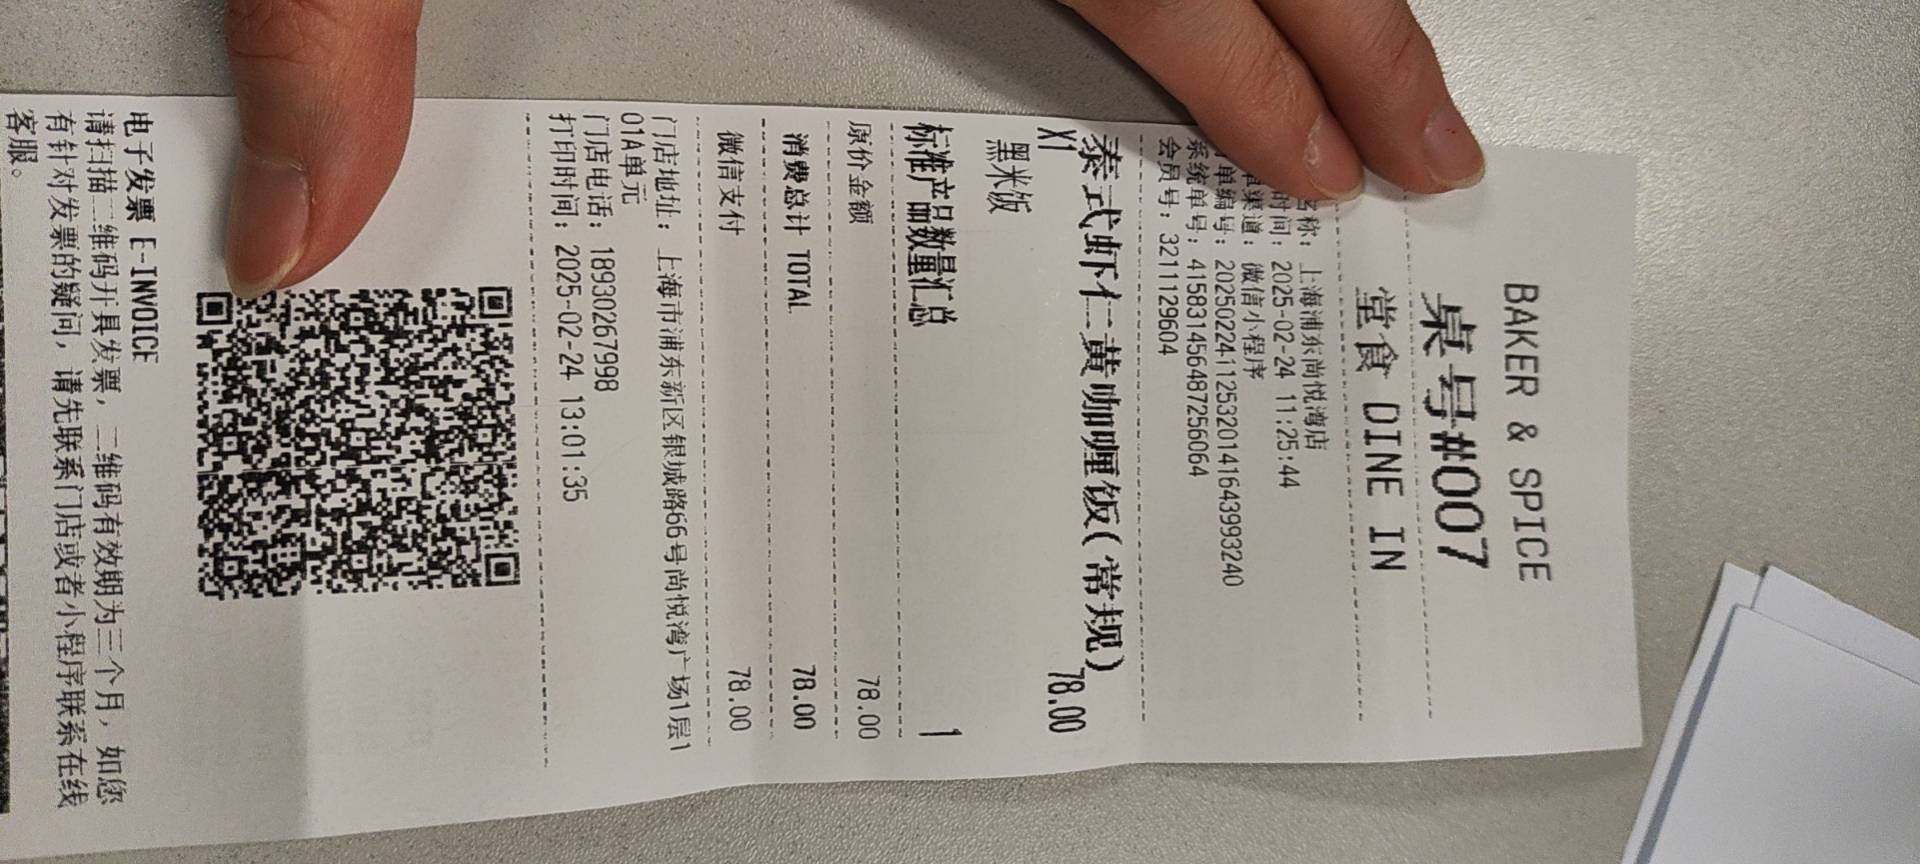 BAKER & SPICE
桌号#007
堂食 DINE IN
名称: 上海浦东尚悦湾店
时间: 2025-02-24 11:25:44
渠道: 微信小程序
单编号: 202502241125320141643993240
系统单号: 4158314564872560​64
会员号: 3211129604
泰式虾仁黄咖喱饭(常规)
X1 78.00
黑米饭
标准产品数量汇总 1
原价金额 78.00
消费总计 TOTAL 78.00
微信支付 78.00
门店地址: 上海市浦东新区银城路66号尚悦湾广场1层1
01A单元
门店电话: 18930267998
打印时间: 2025-02-24 13:01:35
电子发票 E-INVOICE
请扫描二维码开具发票, 二维码有效期为三个月, 如您
有针对发票的疑问, 请先联系门店或者小程序联系在线
客服。